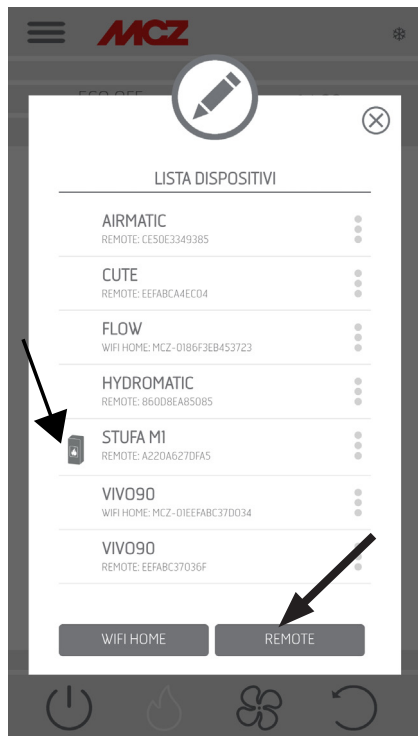 MCZ
LISTA DISPOSITIVI
AIRMATIC
REMOTE: CE50E3349385
CUTE
REMOTE: EEFABCA4EC04
FLOW
WIFI HOME: MCZ-0186F3EB453723
HYDROMATIC
REMOTE: 860D8EA85085
STUFA M1
REMOTE: A220A627DFA5
VIVO90
WIFI HOME: MCZ-01EEFABC37D034
VIVO90
REMOTE: EEFABC37036F
WIFI HOME
REMOTE